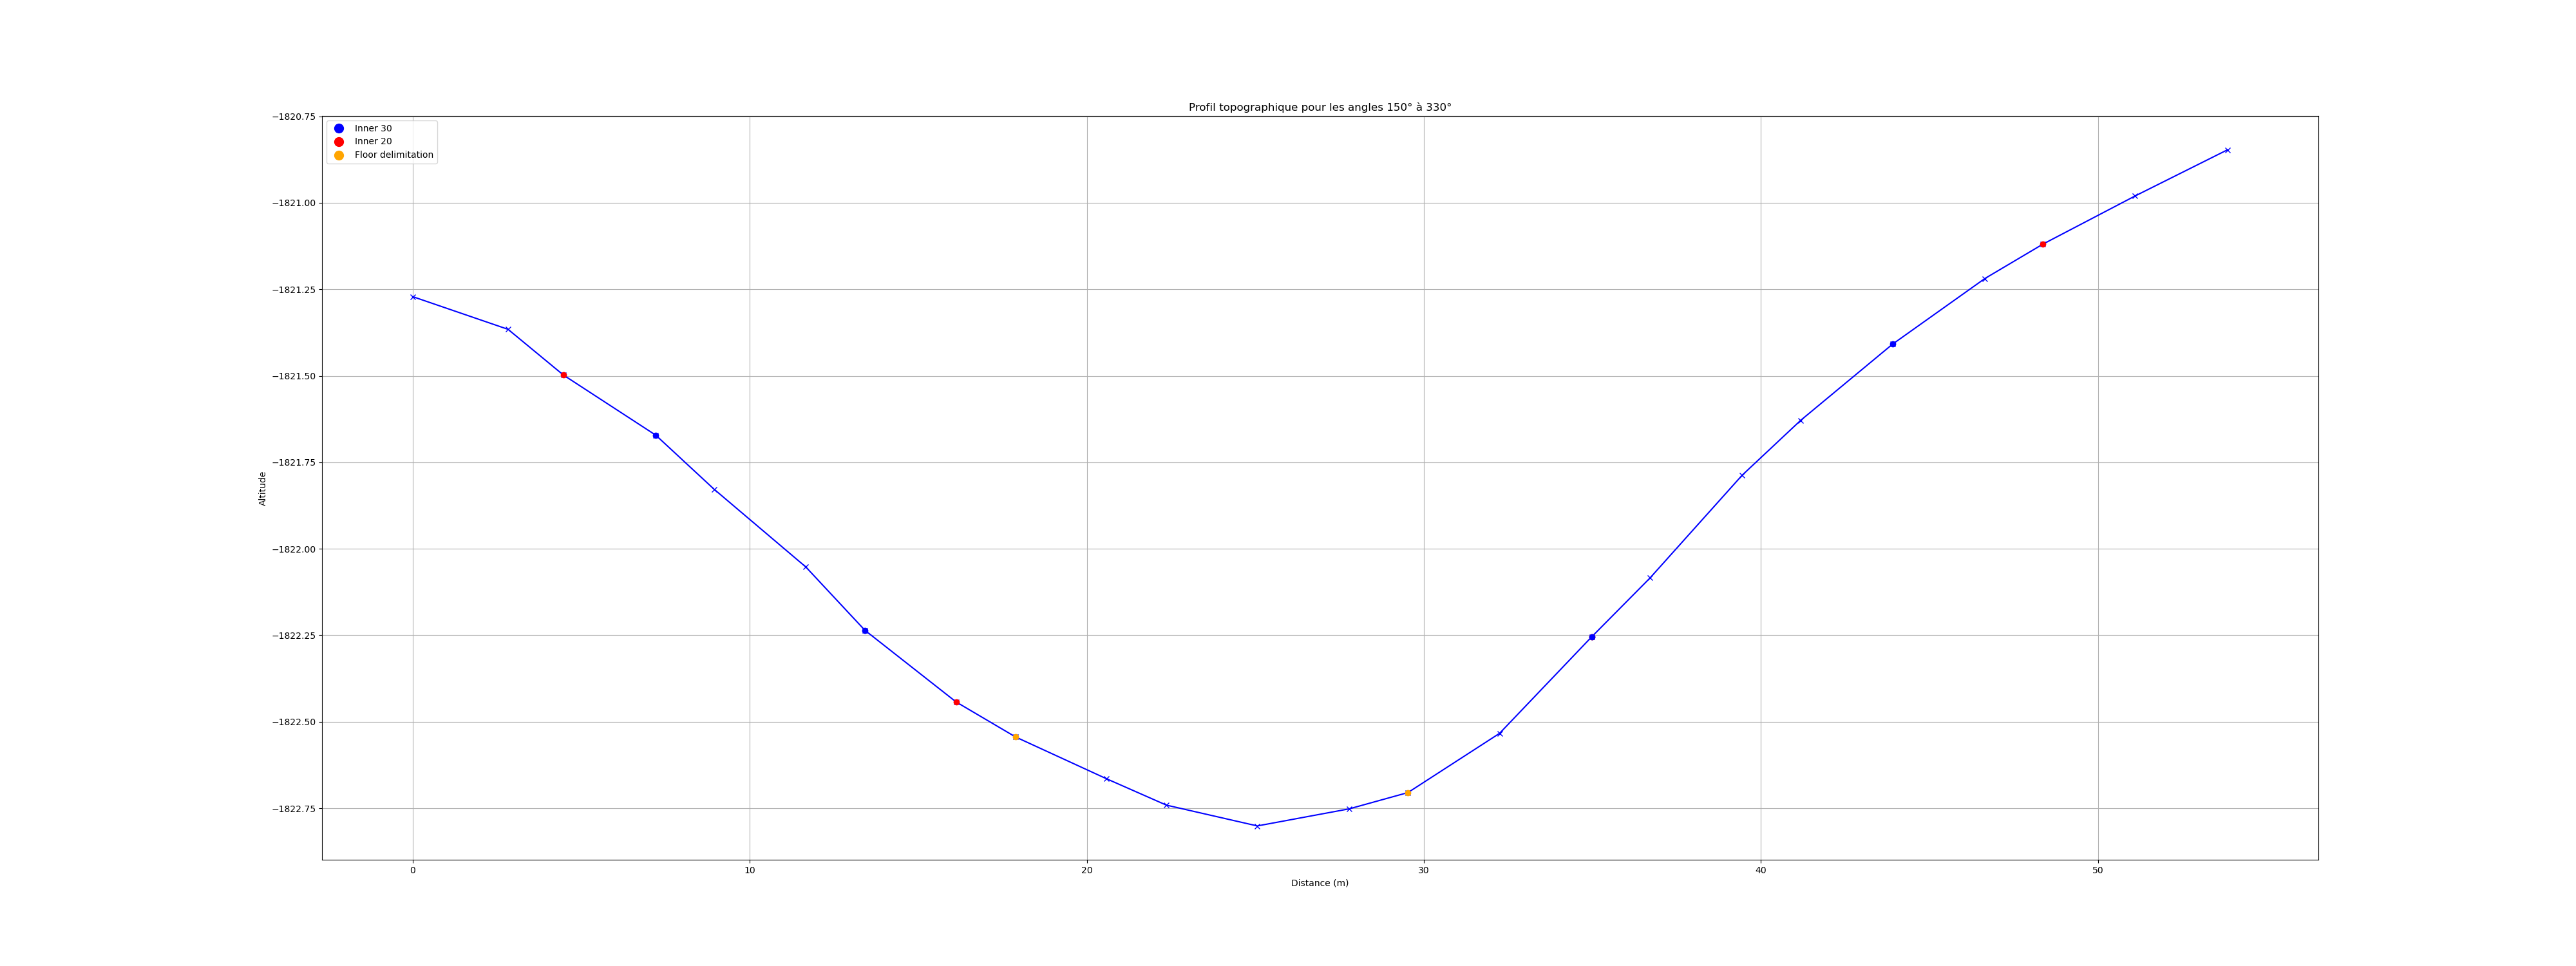 Profil topographique pour les angles 150° à 330°
Inner 30
Inner 20
Floor delimitation
−1820.75
−1821.00
−1821.25
−1821.50
−1821.75
−1822.00
−1822.25
−1822.50
−1822.75
Altitude
0 10 20 30 40 50
Distance (m)